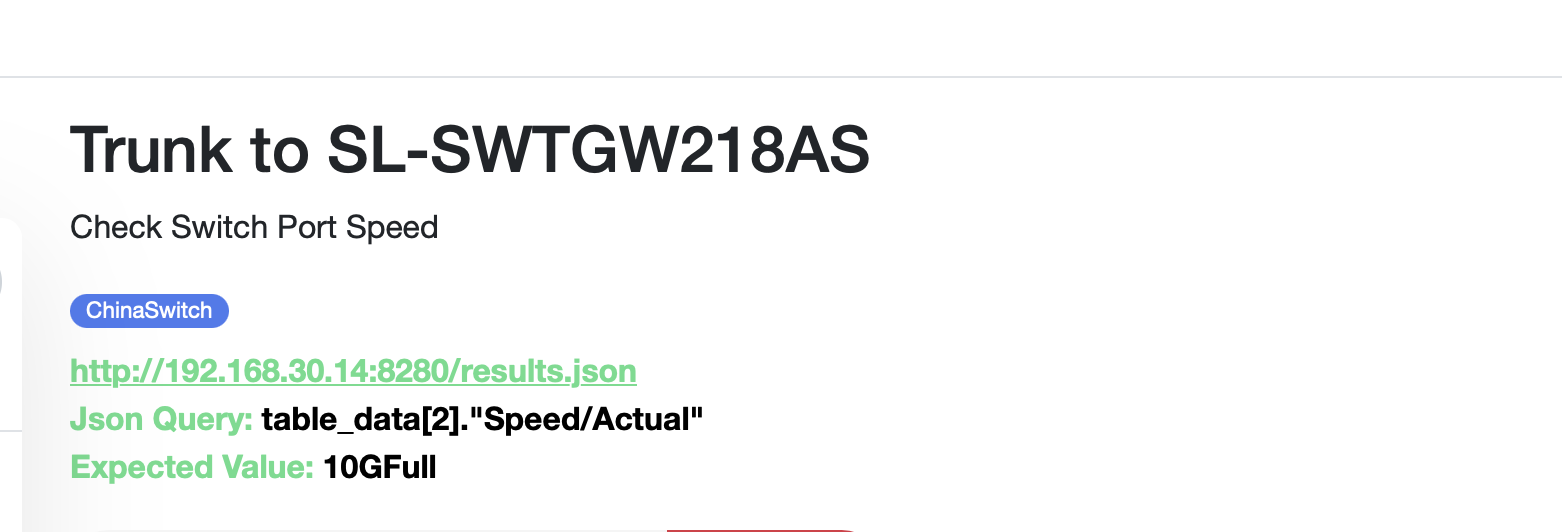 Trunk to SL-SWTGW218AS
Check Switch Port Speed
ChinaSwitch
http://192.168.30.14:8280/results.json
Json Query: table_data[2]."Speed/Actual"
Expected Value: 10GFull